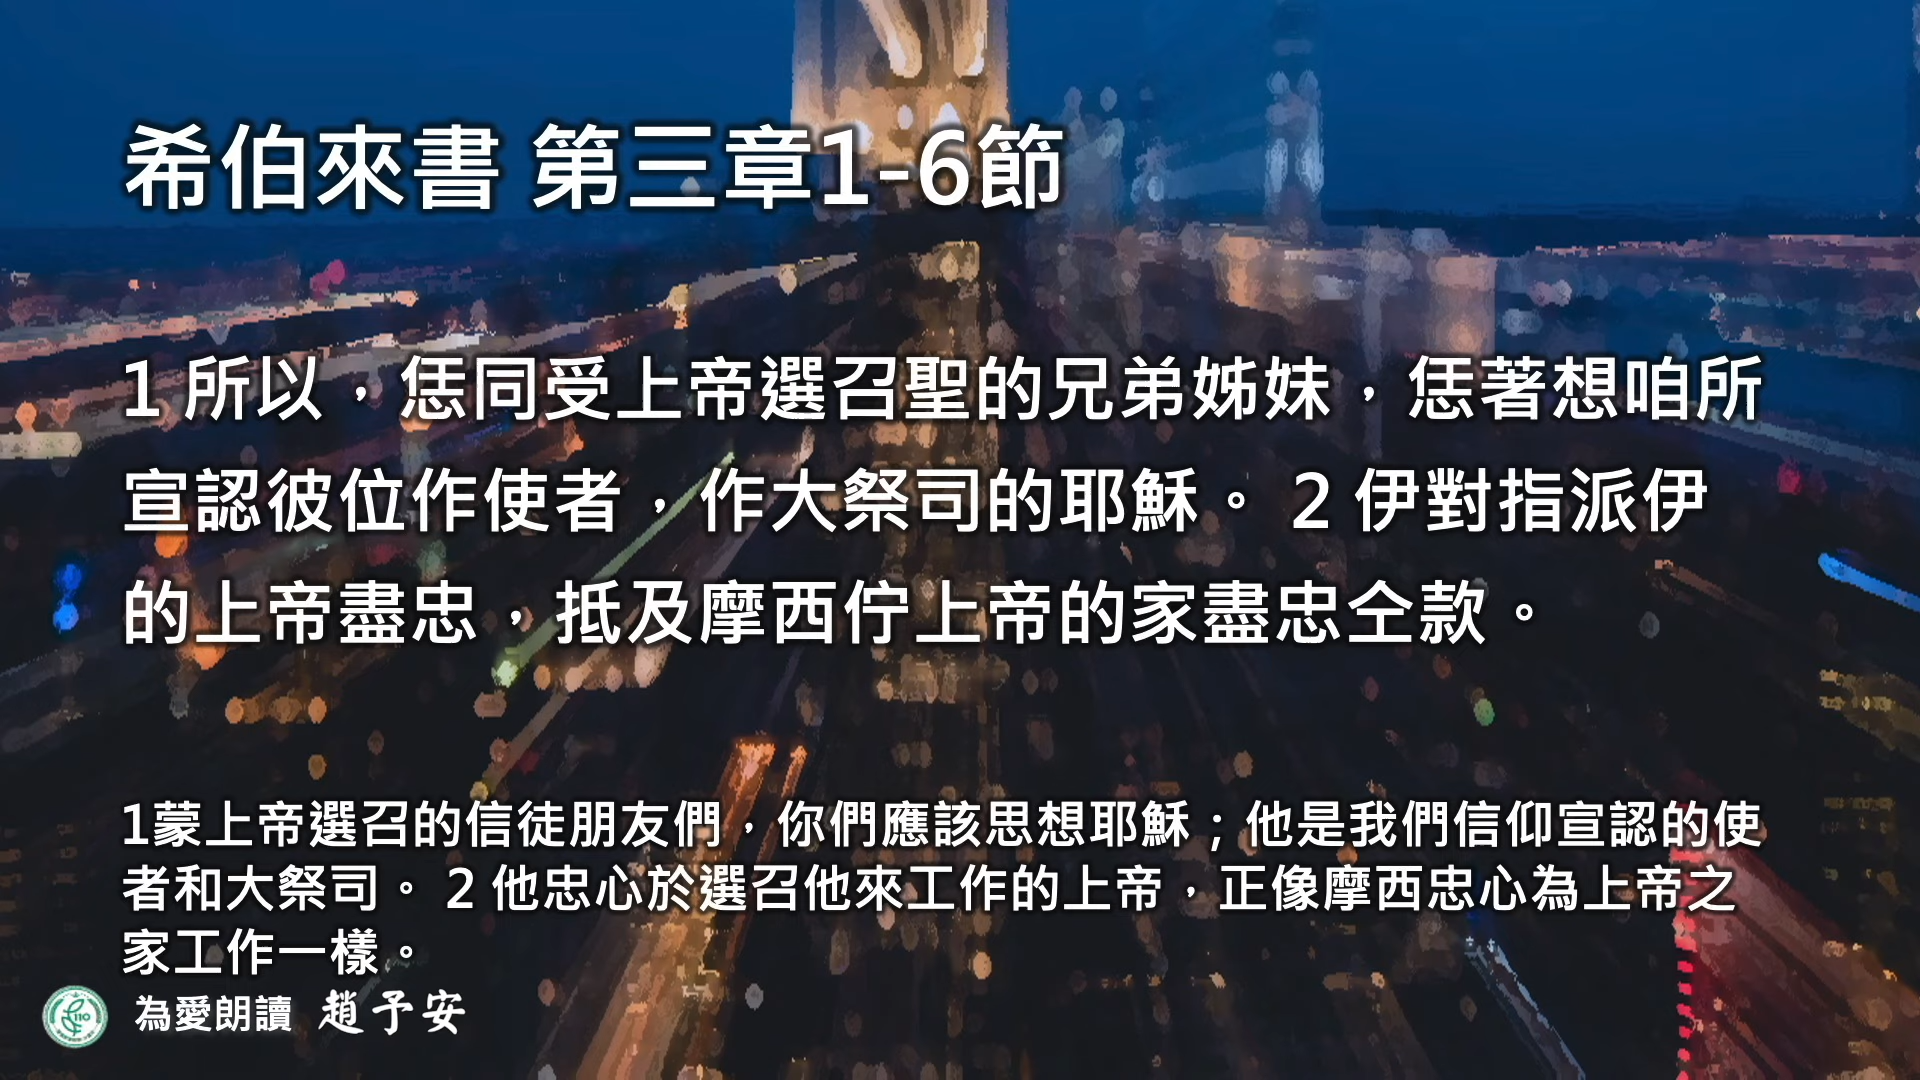 希伯來書 第三章1-6節
1 所以，恁同受上帝選召聖的兄弟姊妹，恁著想咱所
宣認彼位作使者，作大祭司的耶穌。 2 伊對指派伊
的上帝盡忠，抵及摩西佇上帝的家盡忠仝款。
1蒙上帝選召的信徒朋友們，你們應該思想耶穌；他是我們信仰宣認的使
者和大祭司。 2 他忠心於選召他來工作的上帝，正像摩西忠心為上帝之
家工作一樣。
110
為愛朗讀 趙予安